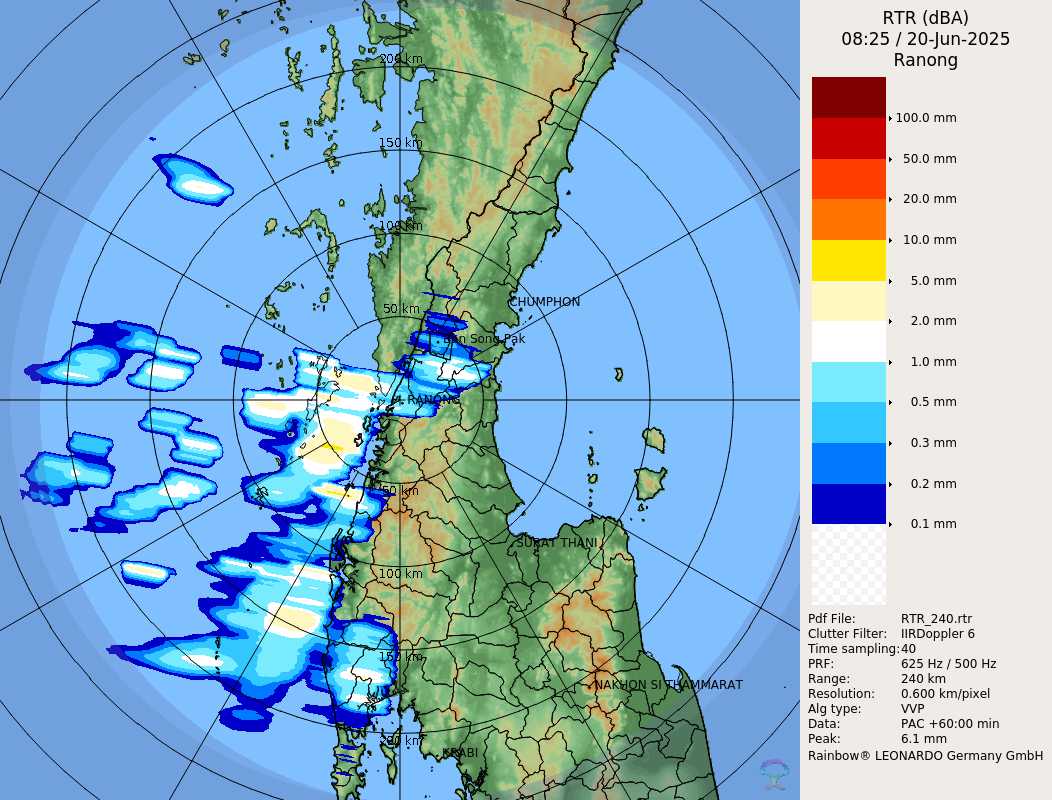 RTR (dBA)
08:25 / 20-Jun-2025
Ranong
100.0 mm
50.0 mm
20.0 mm
10.0 mm
5.0 mm
2.0 mm
1.0 mm
0.5 mm
0.3 mm
0.2 mm
0.1 mm
Pdf File: RTR_240.rtr
Clutter Filter: IIRDoppler 6
Time sampling:40
PRF: 625 Hz / 500 Hz
Range: 240 km
Resolution: 0.600 km/pixel
Alg type: VVP
Data: PAC +60:00 min
Peak: 6.1 mm
Rainbow® LEONARDO Germany GmbH
200 km
150 km
100 km
50 km
CHUMPHON
Ban Song Pak
RANONG
50 km
SURAT THANI
100 km
150 km
NAKHON SI THAMMARAT
200 km
KRABI